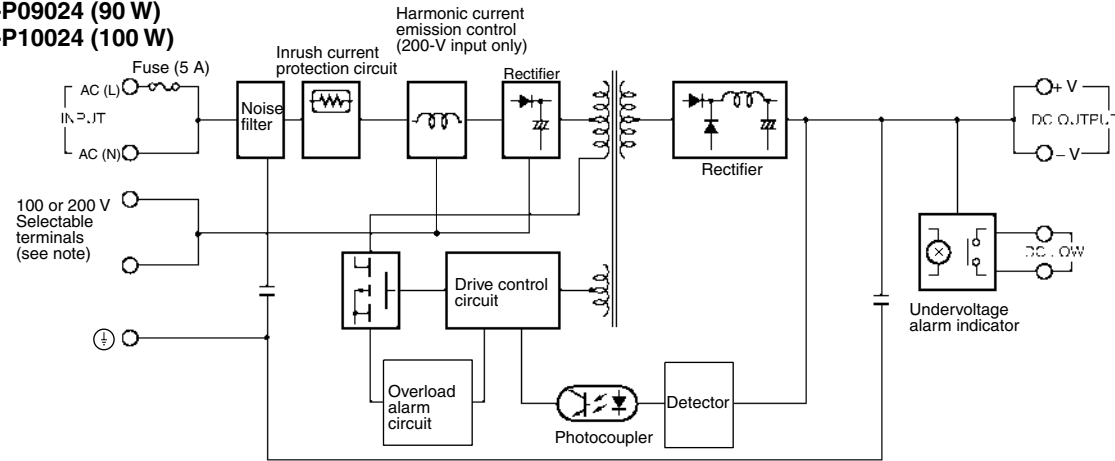 -P09024 (90 W)
-P10024 (100 W)
Harmonic current
emission control
(200-V input only)
Inrush current
protection circuit
Fuse (5 A)
Rectifier
AC (L)
INPUT
AC (N)
Noise
filter
+ V
DC OUTPUT
– V
Rectifier
100 or 200 V
Selectable
terminals
(see note)
Drive control
circuit
Undervoltage
alarm indicator
Overload
alarm
circuit
Detector
Photocoupler